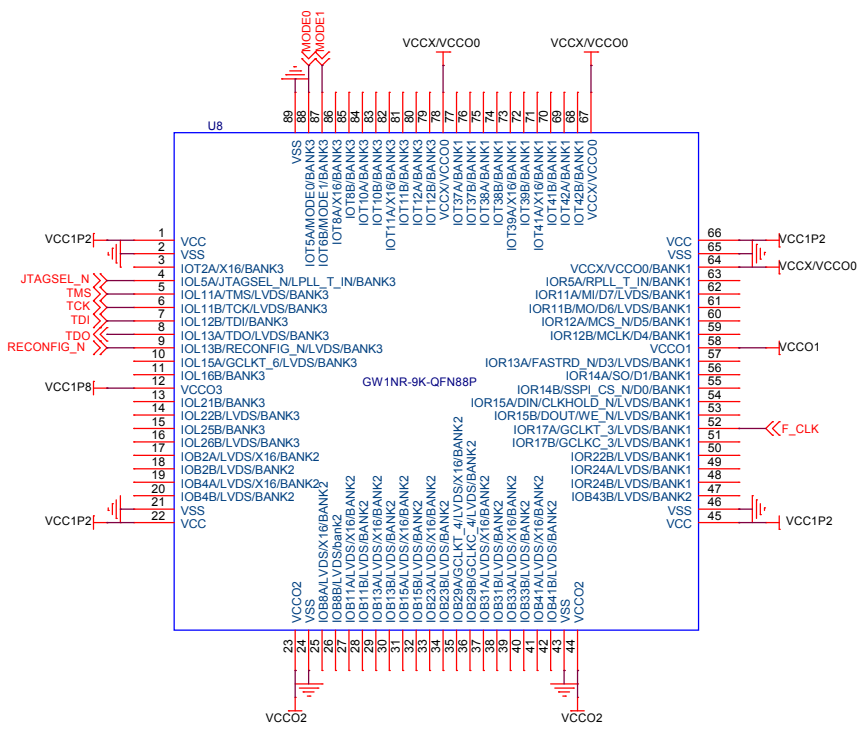 MODE0
MODE1
VCCX/VCCO0
VCCX/VCCO0
89
88
87
86
85
84
83
82
81
80
79
78
77
76
75
74
73
72
71
70
69
68
67
U8
VSS
IOT5A/MODE0/BANK3
IOT6B/MODE1/BANK3
IOT8A/X16/BANK3
IOT8B/BANK3
IOT10A/BANK3
IOT10B/BANK3
IOT11A/X16/BANK3
IOT11B/BANK3
IOT12A/BANK3
IOT12B/BANK3
VCCX/VCCO0
IOT37A/BANK1
IOT37B/BANK1
IOT38A/BANK1
IOT38B/BANK1
IOT39A/X16/BANK1
IOT39B/BANK1
IOT41A/X16/BANK1
IOT41B/BANK1
IOT42A/BANK1
IOT42B/BANK1
VCCX/VCCO0
VCC1P2 1 VCC
2 VSS
3 IOT2A/X16/BANK3
JTAGSEL_N 4 IOL5A/JTAGSEL_N/LPLL_T_IN/BANK3
TMS 5 IOL11A/TMS/LVDS/BANK3
TCK 6 IOL11B/TCK/LVDS/BANK3
TDI 7 IOL12B/TDI/BANK3
TDO 8 IOL13A/TDO/LVDS/BANK3
RECONFIG_N 9 IOL13B/RECONFIG_N/LVDS/BANK3
10 IOL15A/GCLKT_6/LVDS/BANK3
11 IOL16B/BANK3
VCC1P8 12 VCCO3
13 IOL21B/BANK3
14 IOL22B/LVDS/BANK3
15 IOL25B/BANK3
16 IOL26B/LVDS/BANK3
17 IOB2A/LVDS/X16/BANK2
18 IOB2B/LVDS/BANK2
19 IOB4A/LVDS/X16/BANK2
20 IOB4B/LVDS/BANK2
21 VSS
VCC1P2 22 VCC
GW1NR-9K-QFN88P
VCC 66 VCC1P2
VSS 65
VCCX/VCCO0/BANK1 64 VCCX/VCCO0
IOR5A/RPLL_T_IN/BANK1 63
IOR11A/MI/D7/LVDS/BANK1 62
IOR11B/MO/D6/LVDS/BANK1 61
IOR12A/MCS_N/D5/BANK1 60
IOR12B/MCLK/D4/BANK1 59
VCCO1 58 VCCO1
IOR13A/FASTRD_N/D3/LVDS/BANK1 57
IOR14A/SO/D1/BANK1 56
IOR14B/SSPI_CS_N/D0/BANK1 55
IOR15A/DIN/CLKHOLD_N/LVDS/BANK1 54
IOR15B/DOUT/WE_N/LVDS/BANK1 53
IOR17A/GCLKT_3/LVDS/BANK1 52 F_CLK
IOR17B/GCLKC_3/LVDS/BANK1 51
IOR22B/LVDS/BANK1 50
IOR24A/LVDS/BANK1 49
IOR24B/LVDS/BANK1 48
IOB43B/LVDS/BANK2 47
VSS 46
VCC 45 VCC1P2
VCCO2
VSS
IOB8A/LVDS/X16/BANK2
IOB8B/LVDS/bank2
IOB11A/LVDS/X16/BANK2
IOB11B/LVDS/BANK2
IOB13A/LVDS/X16/BANK2
IOB13B/LVDS/BANK2
IOB15A/LVDS/X16/BANK2
IOB15B/LVDS/BANK2
IOB23A/LVDS/X16/BANK2
IOB23B/LVDS/BANK2
IOB29A/GCLKT_4/LVDS/X16/BANK2
IOB29B/GCLKC_4/LVDS/BANK2
IOB31A/LVDS/X16/BANK2
IOB31B/LVDS/BANK2
IOB33A/LVDS/X16/BANK2
IOB33B/LVDS/BANK2
IOB41A/LVDS/X16/BANK2
IOB41B/LVDS/BANK2
VSS
VCCO2
23
24
25
26
27
28
29
30
31
32
33
34
35
36
37
38
39
40
41
42
43
44
VCCO2
VCCO2